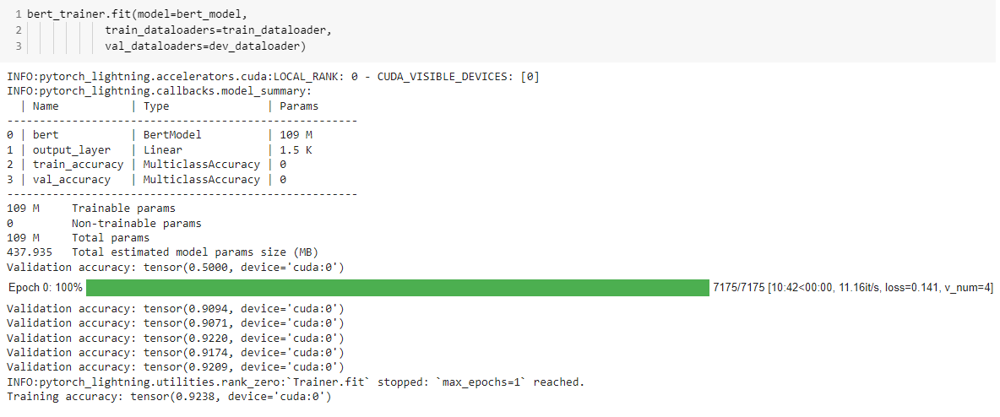 1 bert_trainer.fit(model=bert_model,
2 train_dataloaders=train_dataloader,
3 val_dataloaders=dev_dataloader)
INFO:pytorch_lightning.accelerators.cuda:LOCAL_RANK: 0 - CUDA_VISIBLE_DEVICES: [0]
INFO:pytorch_lightning.callbacks.model_summary:
  | Name           | Type               | Params
------------------------------------------------------
0 | bert           | BertModel          | 109 M
1 | output_layer   | Linear             | 1.5 K
2 | train_accuracy | MulticlassAccuracy | 0
3 | val_accuracy   | MulticlassAccuracy | 0
------------------------------------------------------
109 M     Trainable params
0         Non-trainable params
109 M     Total params
437.935   Total estimated model params size (MB)
Validation accuracy: tensor(0.5000, device='cuda:0')
Epoch 0: 100% 7175/7175 [10:42<00:00, 11.16it/s, loss=0.141, v_num=4]
Validation accuracy: tensor(0.9094, device='cuda:0')
Validation accuracy: tensor(0.9071, device='cuda:0')
Validation accuracy: tensor(0.9220, device='cuda:0')
Validation accuracy: tensor(0.9174, device='cuda:0')
Validation accuracy: tensor(0.9209, device='cuda:0')
INFO:pytorch_lightning.utilities.rank_zero:`Trainer.fit` stopped: `max_epochs=1` reached.
Training accuracy: tensor(0.9238, device='cuda:0')